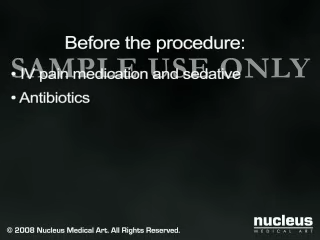 Before the procedure:
SAMPLE USE ONLY
• IV pain medication and sedative
• Antibiotics
nucleus
MEDICAL ART
© 2008 Nucleus Medical Art. All Rights Reserved.